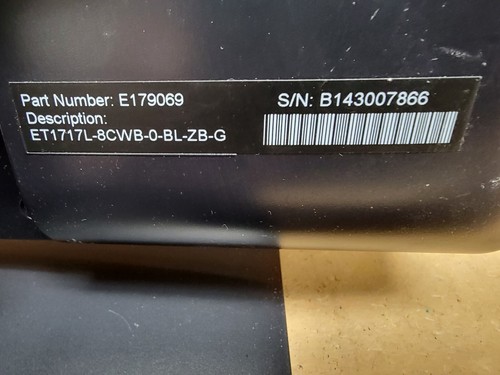 Part Number: E179069
S/N: B143007866
Description:
ET1717L-8CWB-0-BL-ZB-G